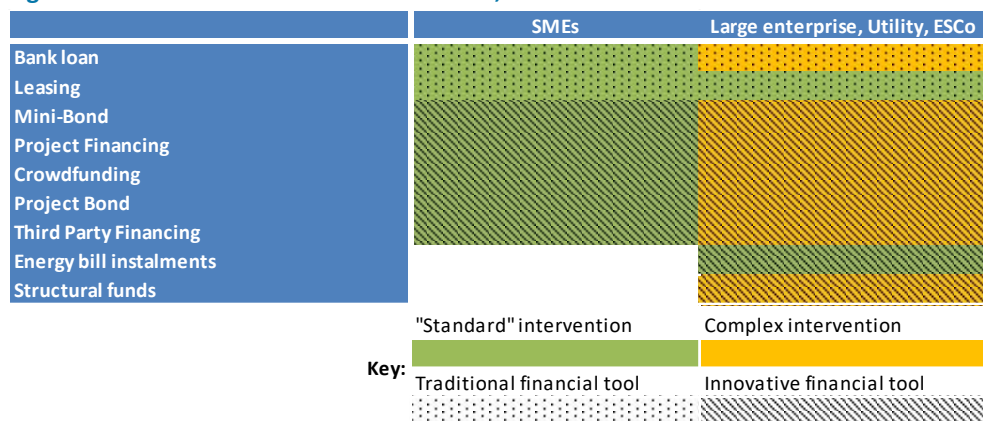 SMEs Large enterprise, Utility, ESCo
Bank loan
Leasing
Mini-Bond
Project Financing
Crowdfunding
Project Bond
Third Party Financing
Energy bill instalments
Structural funds
"Standard" intervention Complex intervention
Key:
Traditional financial tool Innovative financial tool